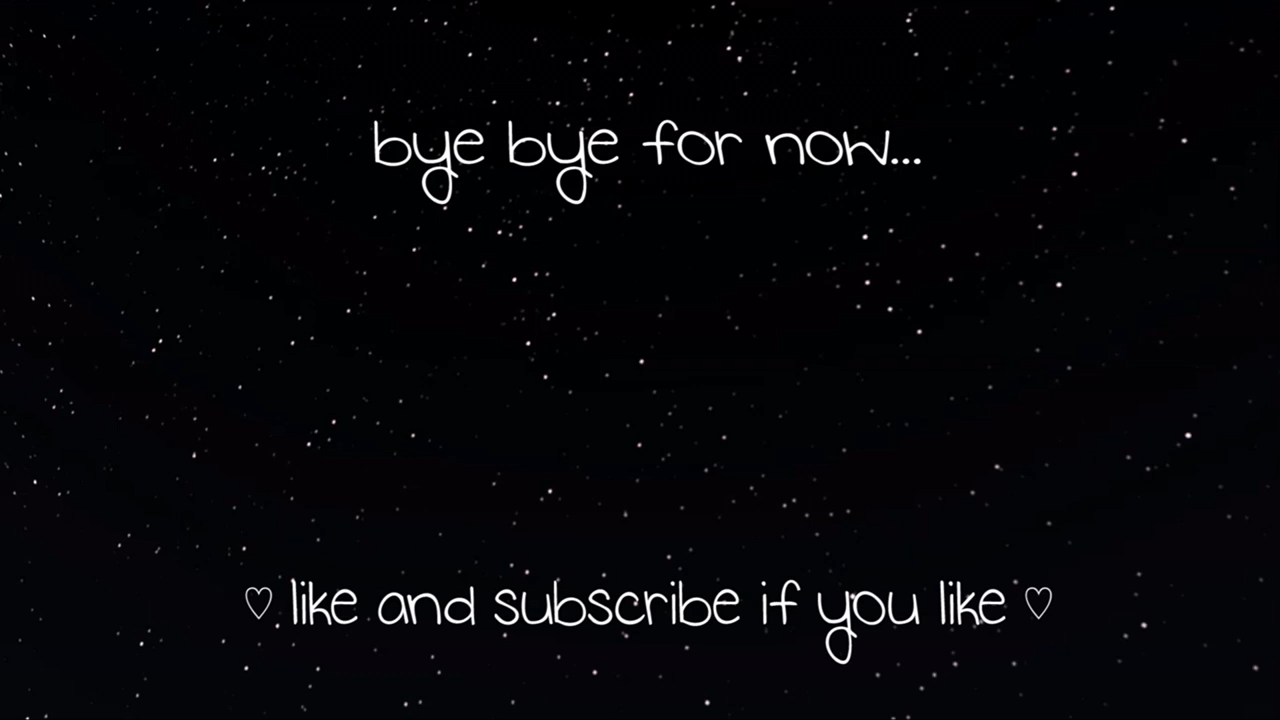 bye bye for now...
♡ like and subscribe if you like ♡